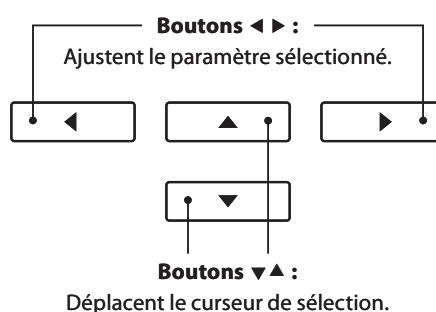 Boutons ◀ ▶ :
Ajustent le paramètre sélectionné.
Boutons ▼▲ :
Déplacent le curseur de sélection.